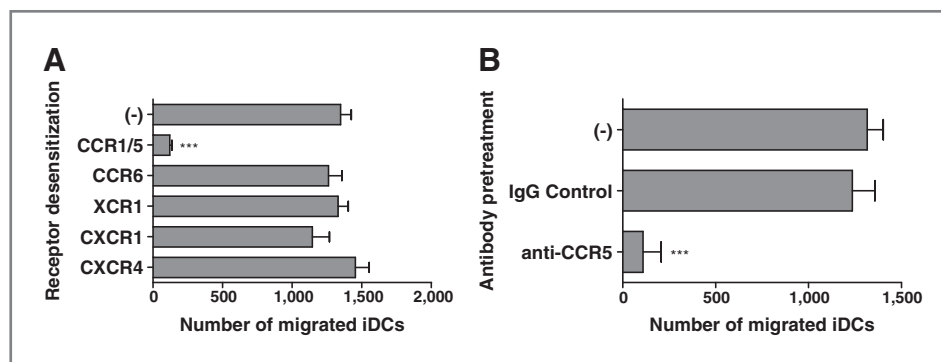 A
Receptor desensitization
(-)
CCR1/5
***
CCR6
XCR1
CXCR1
CXCR4
0 500 1,000 1,500 2,000
Number of migrated iDCs
B
Antibody pretreatment
(-)
IgG Control
anti-CCR5
***
0 500 1,000 1,500
Number of migrated iDCs